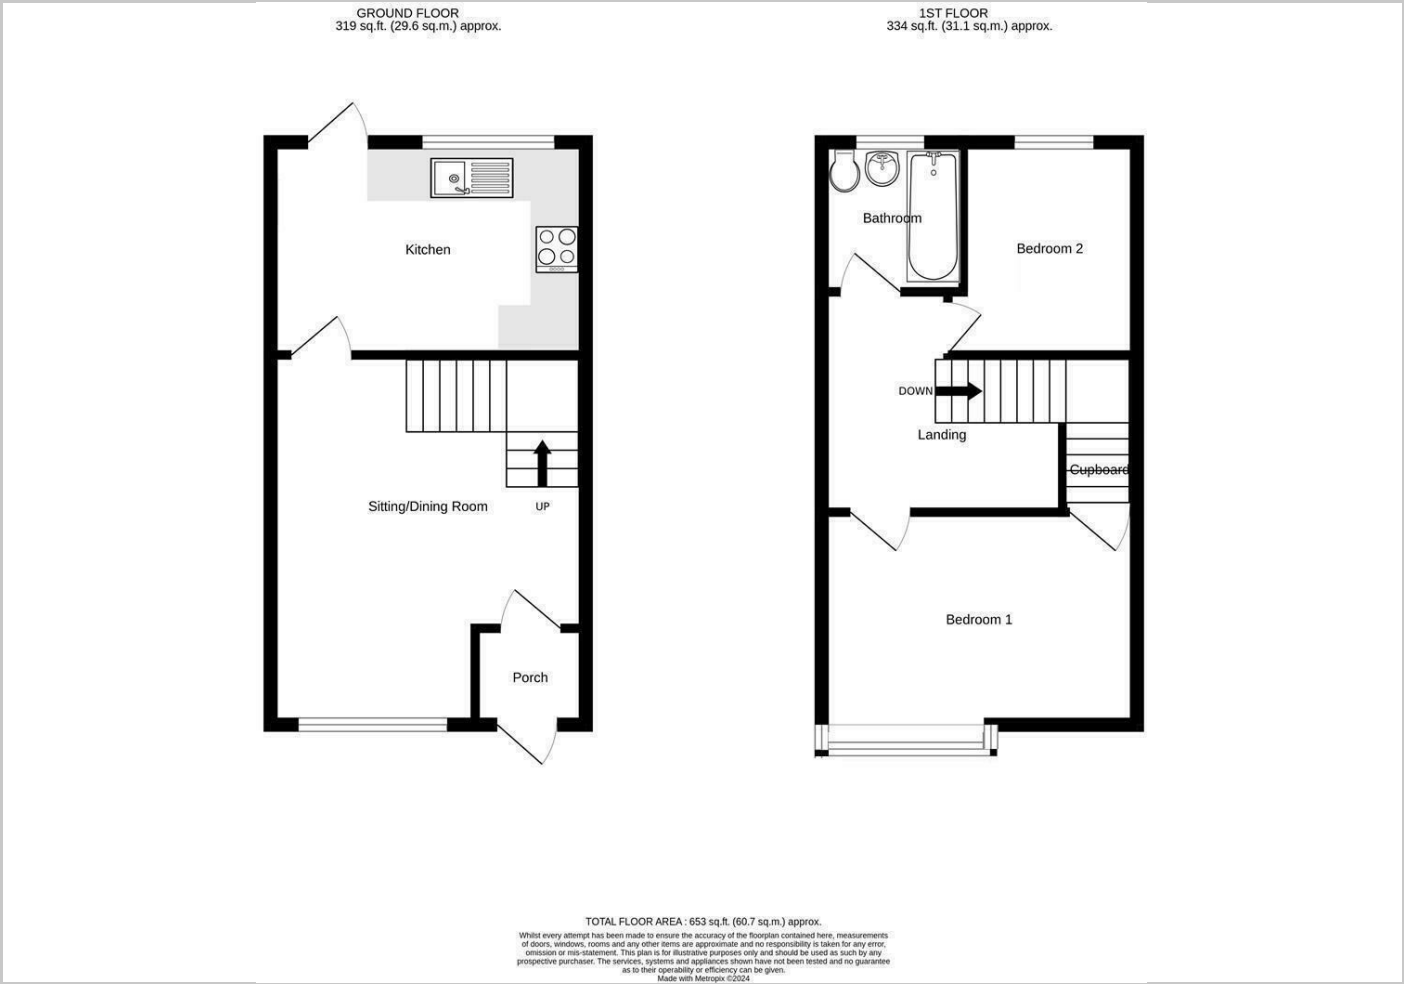 GROUND FLOOR
319 sq.ft. (29.6 sq.m.) approx.
Kitchen
Sitting/Dining Room
UP
Porch
1ST FLOOR
334 sq.ft. (31.1 sq.m.) approx.
Bathroom
Bedroom 2
DOWN
Landing
Cupboard
Bedroom 1
TOTAL FLOOR AREA : 653 sq.ft. (60.7 sq.m.) approx.
Whilst every attempt has been made to ensure the accuracy of the floorplan contained here, measurements
of doors, windows, rooms and any other items are approximate and no responsibility is taken for any error,
omission or mis-statement. This plan is for illustrative purposes only and should be used as such by any
prospective purchaser. The services, systems and appliances shown have not been tested and no guarantee
as to their operability or efficiency can be given.
Made with Metropix ©2024